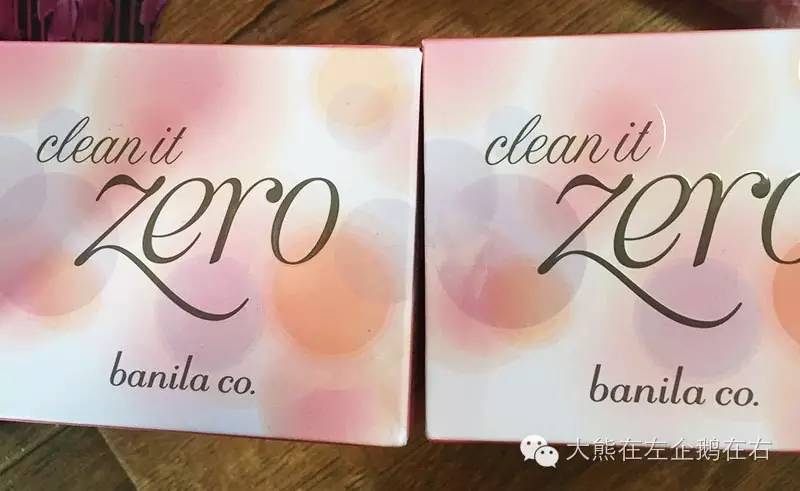 clean it
zero
banila co.
clean it
zero
banila co.
大熊在左企鹅在右